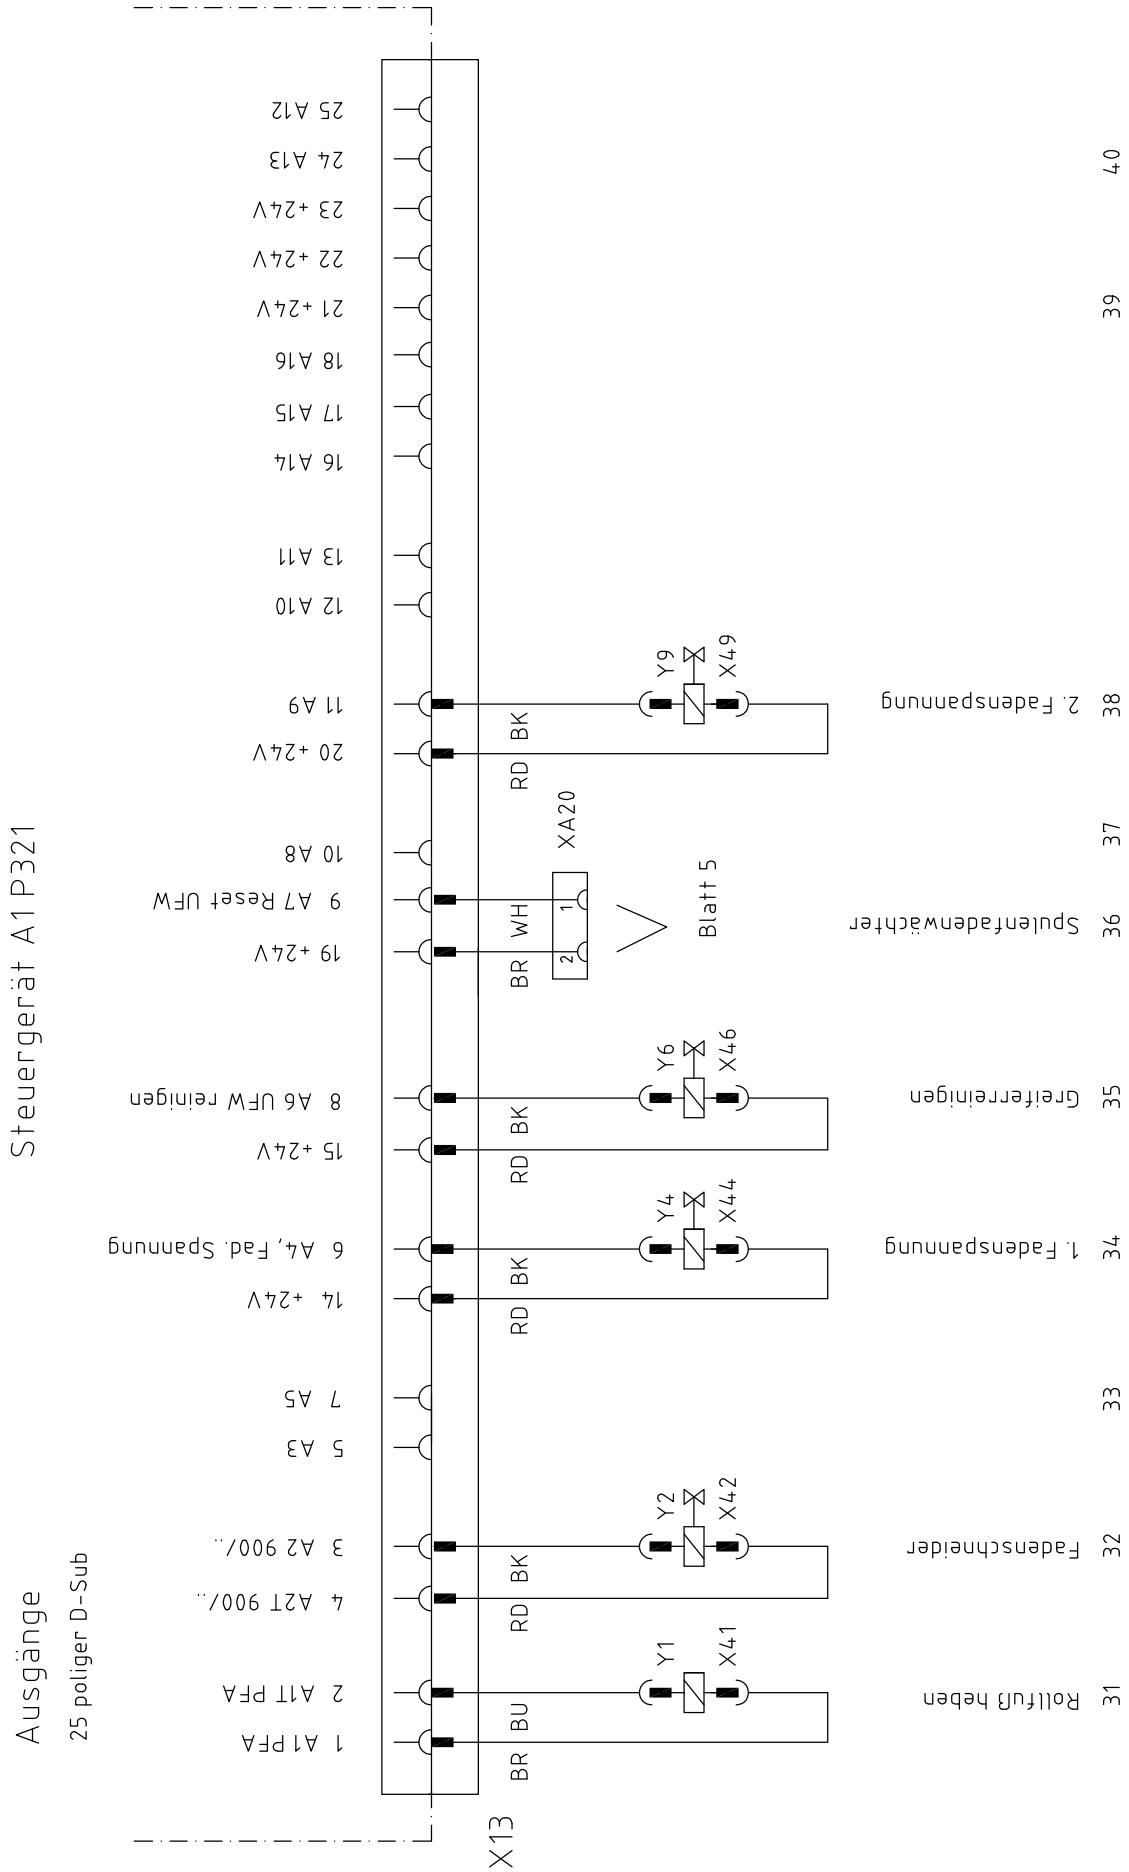 Ausgänge
25 poliger D-Sub
Steuergerät A1 P321
1 A1 PFA
2 A1T PFA
4 A2T 900/..
3 A2 900/..
5 A3
7 A5
14 +24V
6 A4, Fad. Spannung
15 +24V
8 A6 UFW reinigen
19 +24V
9 A7 Reset UFW
10 A8
20 +24V
11 A9
12 A10
13 A11
16 A14
17 A15
18 A16
21 +24V
22 +24V
23 +24V
24 A13
25 A12
X13
BR BU
RD BK
RD BK
RD BK
BR WH
RD BK
XA20
2 1
Y1
X41
Y2
X42
Y4
X44
Y6
X46
Blatt 5
Y9
X49
Rollfuß heben
Fadenschneider
1. Fadenspannung
Greiferreinigen
Spulenfadenwächter
2. Fadenspannung
31 32 33 34 35 36 37 38 39 40